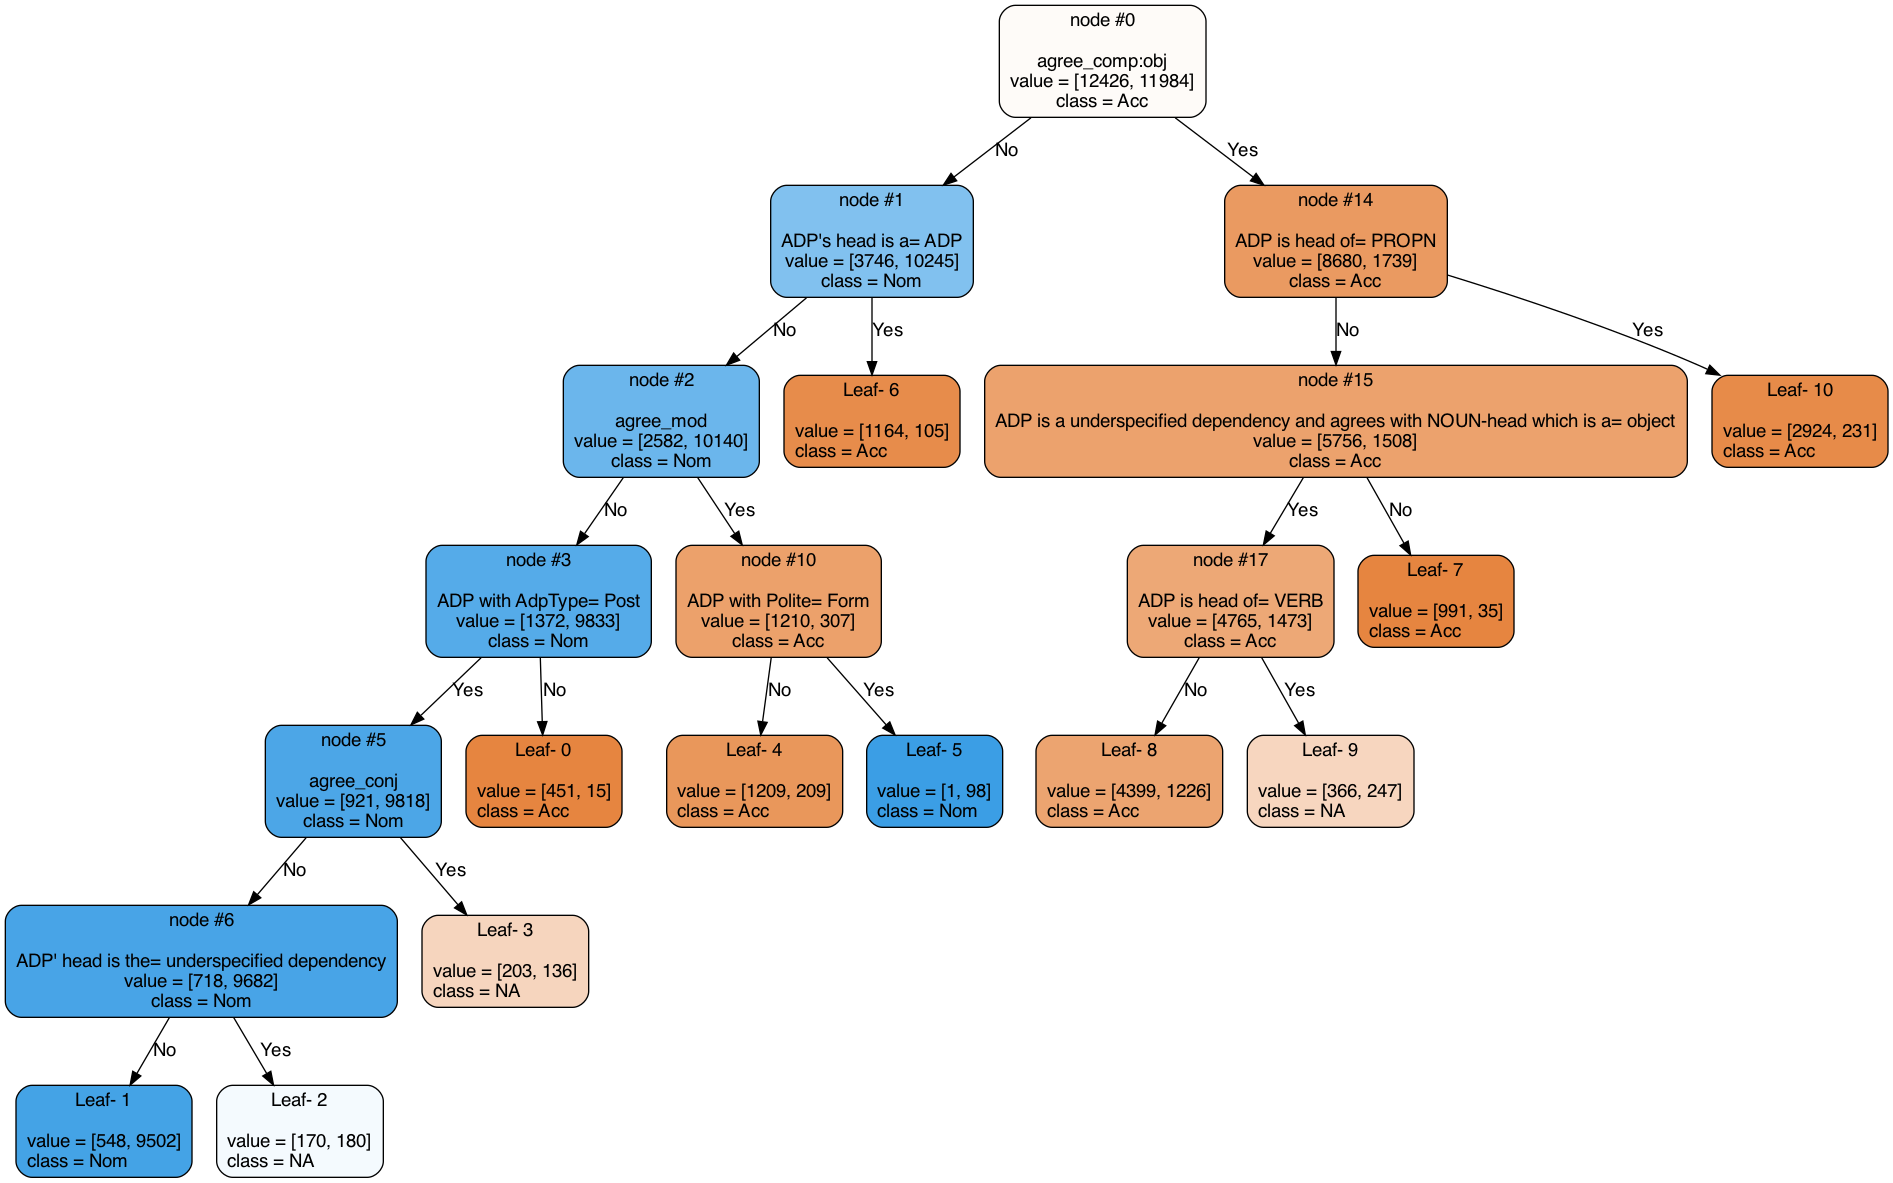 node #0
agree_comp:obj
value = [12426, 11984]
class = Acc
No
Yes
node #1
ADP's head is a= ADP
value = [3746, 10245]
class = Nom
node #14
ADP is head of= PROPN
value = [8680, 1739]
class = Acc
No
Yes
No
Yes
node #2
agree_mod
value = [2582, 10140]
class = Nom
Leaf- 6
value = [1164, 105]
class = Acc
node #15
ADP is a underspecified dependency and agrees with NOUN-head which is a= object
value = [5756, 1508]
class = Acc
Leaf- 10
value = [2924, 231]
class = Acc
No
Yes
Yes
No
node #3
ADP with AdpType= Post
value = [1372, 9833]
class = Nom
node #10
ADP with Polite= Form
value = [1210, 307]
class = Acc
node #17
ADP is head of= VERB
value = [4765, 1473]
class = Acc
Leaf- 7
value = [991, 35]
class = Acc
Yes
No
No
Yes
No
Yes
node #5
agree_conj
value = [921, 9818]
class = Nom
Leaf- 0
value = [451, 15]
class = Acc
Leaf- 4
value = [1209, 209]
class = Acc
Leaf- 5
value = [1, 98]
class = Nom
Leaf- 8
value = [4399, 1226]
class = Acc
Leaf- 9
value = [366, 247]
class = NA
No
Yes
node #6
ADP' head is the= underspecified dependency
value = [718, 9682]
class = Nom
Leaf- 3
value = [203, 136]
class = NA
No
Yes
Leaf- 1
value = [548, 9502]
class = Nom
Leaf- 2
value = [170, 180]
class = NA